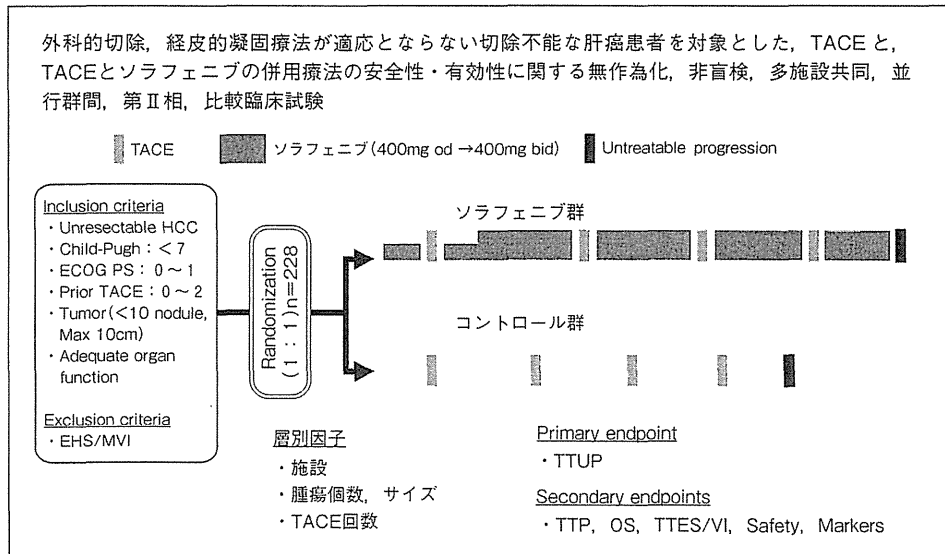 外科的切除，経皮的凝固療法が適応とならない切除不能な肝癌患者を対象とした，TACE と，
TACEとソラフェニブの併用療法の安全性・有効性に関する無作為化，非盲検，多施設共同，並
行群間，第Ⅱ相，比較臨床試験
TACE
ソラフェニブ(400mg od →400mg bid)
Untreatable progression
Inclusion criteria
・Unresectable HCC
・Child-Pugh：＜7
・ECOG PS：0～1
・Prior TACE：0～2
・Tumor(<10 nodule,
Max 10cm)
・Adequate organ
function
Exclusion criteria
・EHS/MVI
Randomization
(1：1)n=228
ソラフェニブ群
コントロール群
層別因子
・施設
・腫瘍個数，サイズ
・TACE回数
Primary endpoint
・TTUP
Secondary endpoints
・TTP, OS, TTES/VI, Safety, Markers